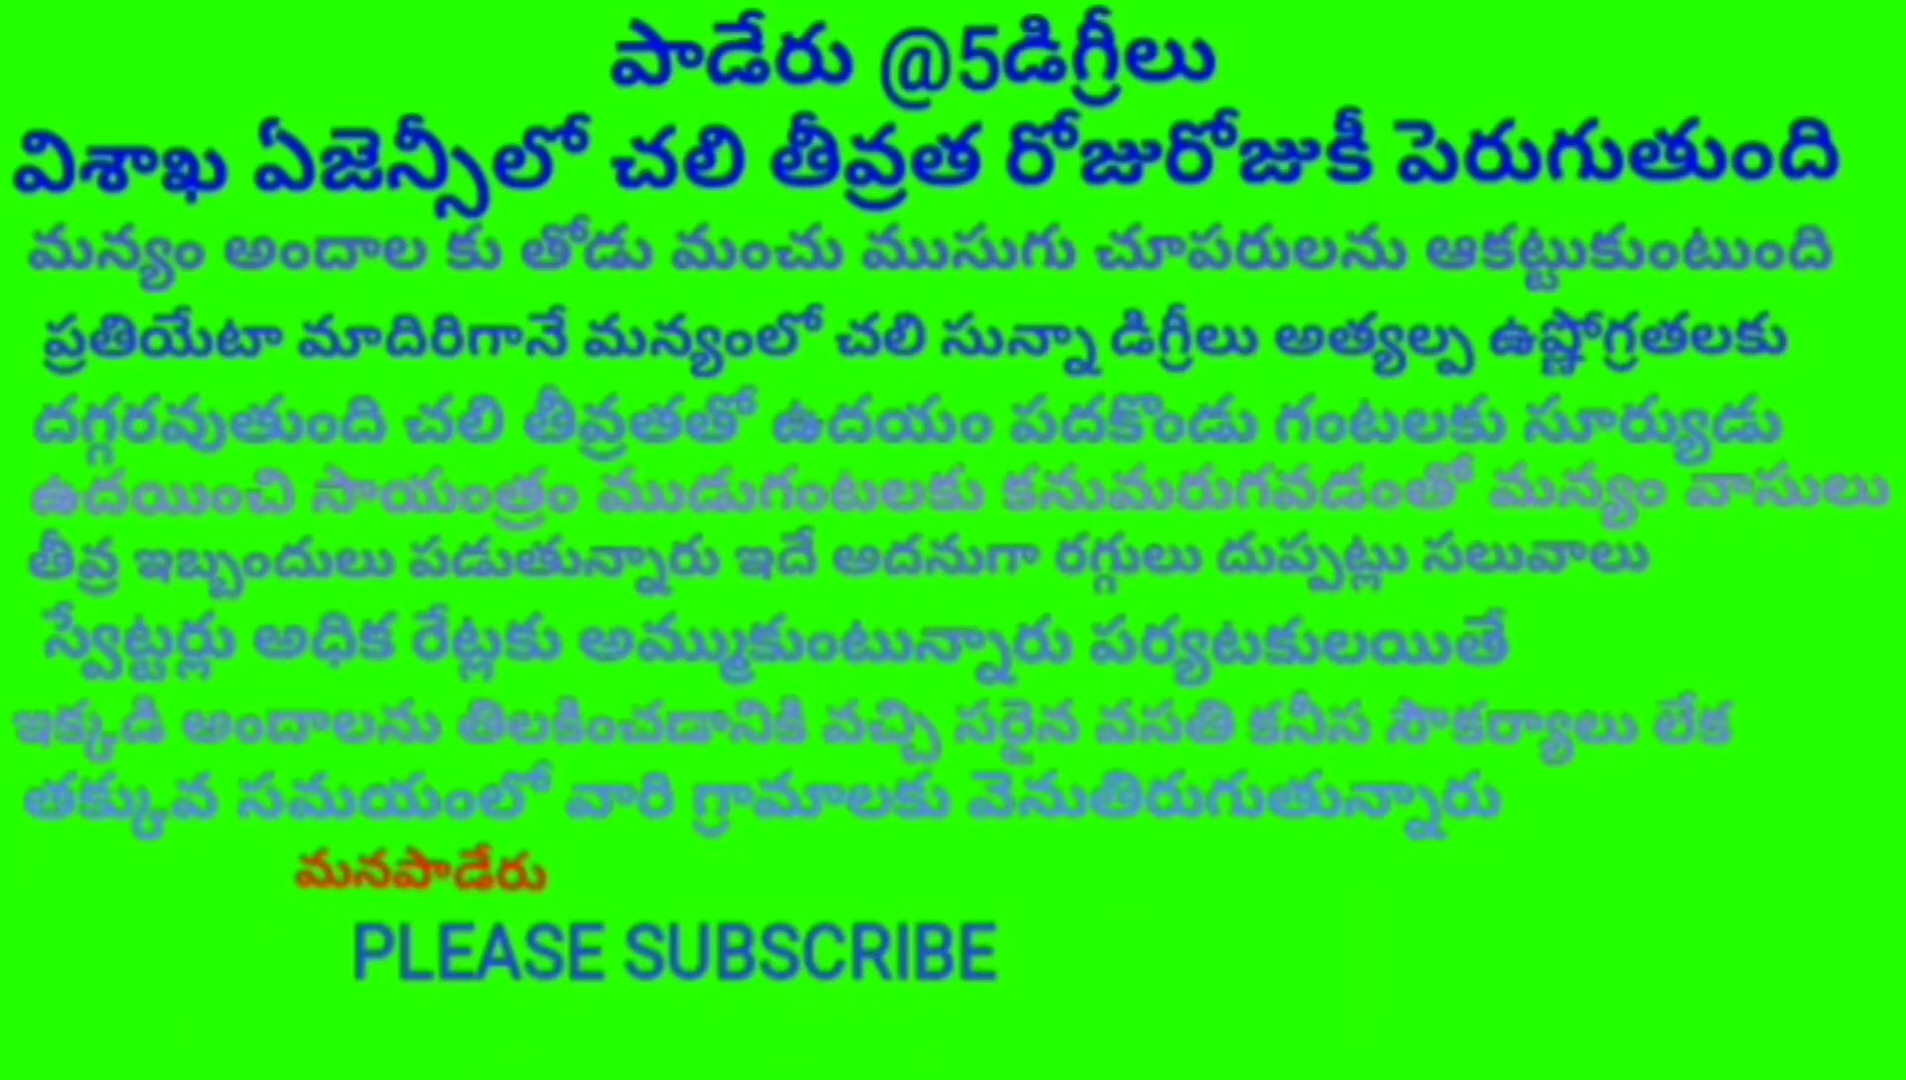 పాడేరు @5డిగ్రీలు
విశాఖ ఏజెన్సీలో చలి తీవ్రత రోజురోజుకీ పెరుగుతుంది
మన్యం అందాల కు తోడు మంచు ముసుగు చూపరులను ఆకట్టుకుంటుంది
ప్రతియేటా మాదిరిగానే మన్యంలో చలి సున్నా డిగ్రీలు అత్యల్ప ఉష్ణోగ్రతలకు
దగ్గరవుతుంది చలి తీవ్రతతో ఉదయం పదకొండు గంటలకు సూర్యుడు
ఉదయించి సాయంత్రం ముడుగంటలకు కనుమరుగవడంతో మన్యం వాసులు
తీవ్ర ఇబ్బందులు పడుతున్నారు ఇదే అదనుగా రగ్గులు దుప్పట్లు సలువాలు
స్వేట్టర్లు అధిక రేట్లకు అమ్ముకుంటున్నారు పర్యటకులయితే
ఇక్కడి అందాలను తిలకించడానికి వచ్చి సరైన వసతి కనీస సౌకర్యాలు లేక
తక్కువ సమయంలో వారి గ్రామాలకు వెనుతిరుగుతున్నారు
మనపాడేరు
PLEASE SUBSCRIBE